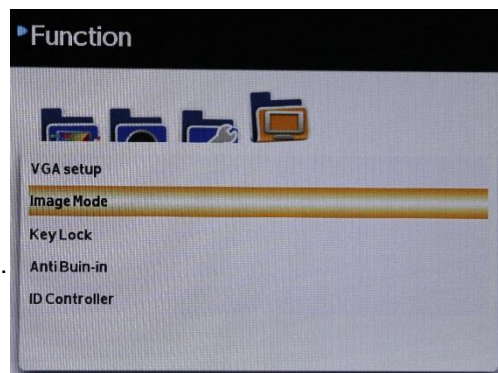 Function
VGA setup
Image Mode
Key Lock
Anti Buin-in
ID Controller